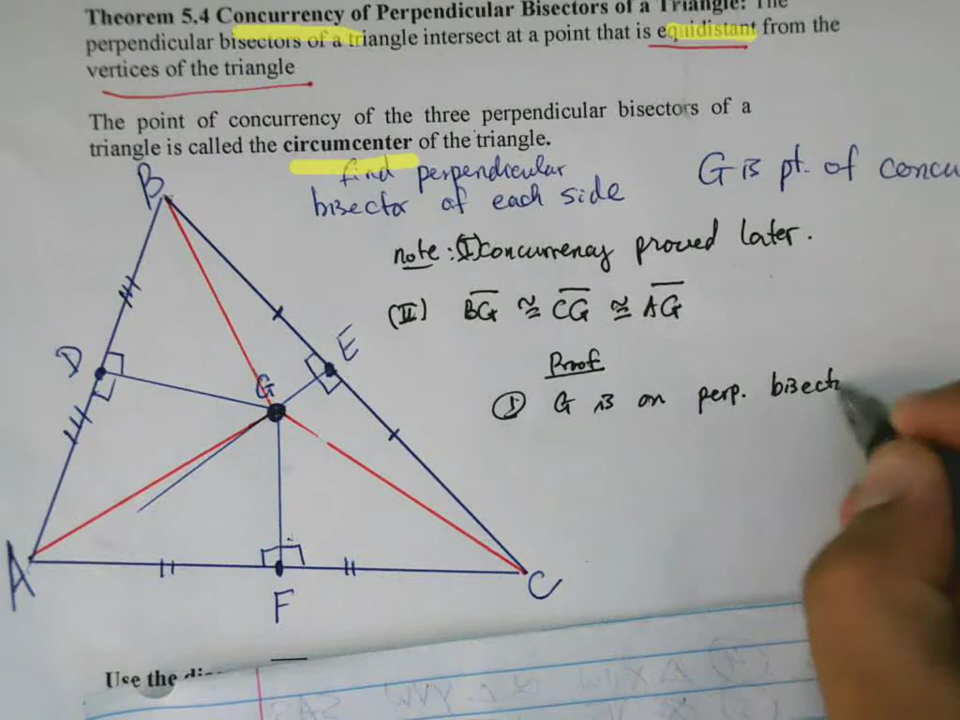 Theorem 5.4 Concurrency of Perpendicular Bisectors of a Triangle: The
perpendicular bisectors of a triangle intersect at a point that is equidistant from the
vertices of the triangle
The point of concurrency of the three perpendicular bisectors of a
triangle is called the circumcenter of the triangle.
find perpendicular
bisector of each side
G is pt. of concu
note: (I) Concurrency proved later.
(II) BG ≅ CG ≅ AG
Proof
① G is on perp. bisect
B
D
E
G
A
F
C
Use the